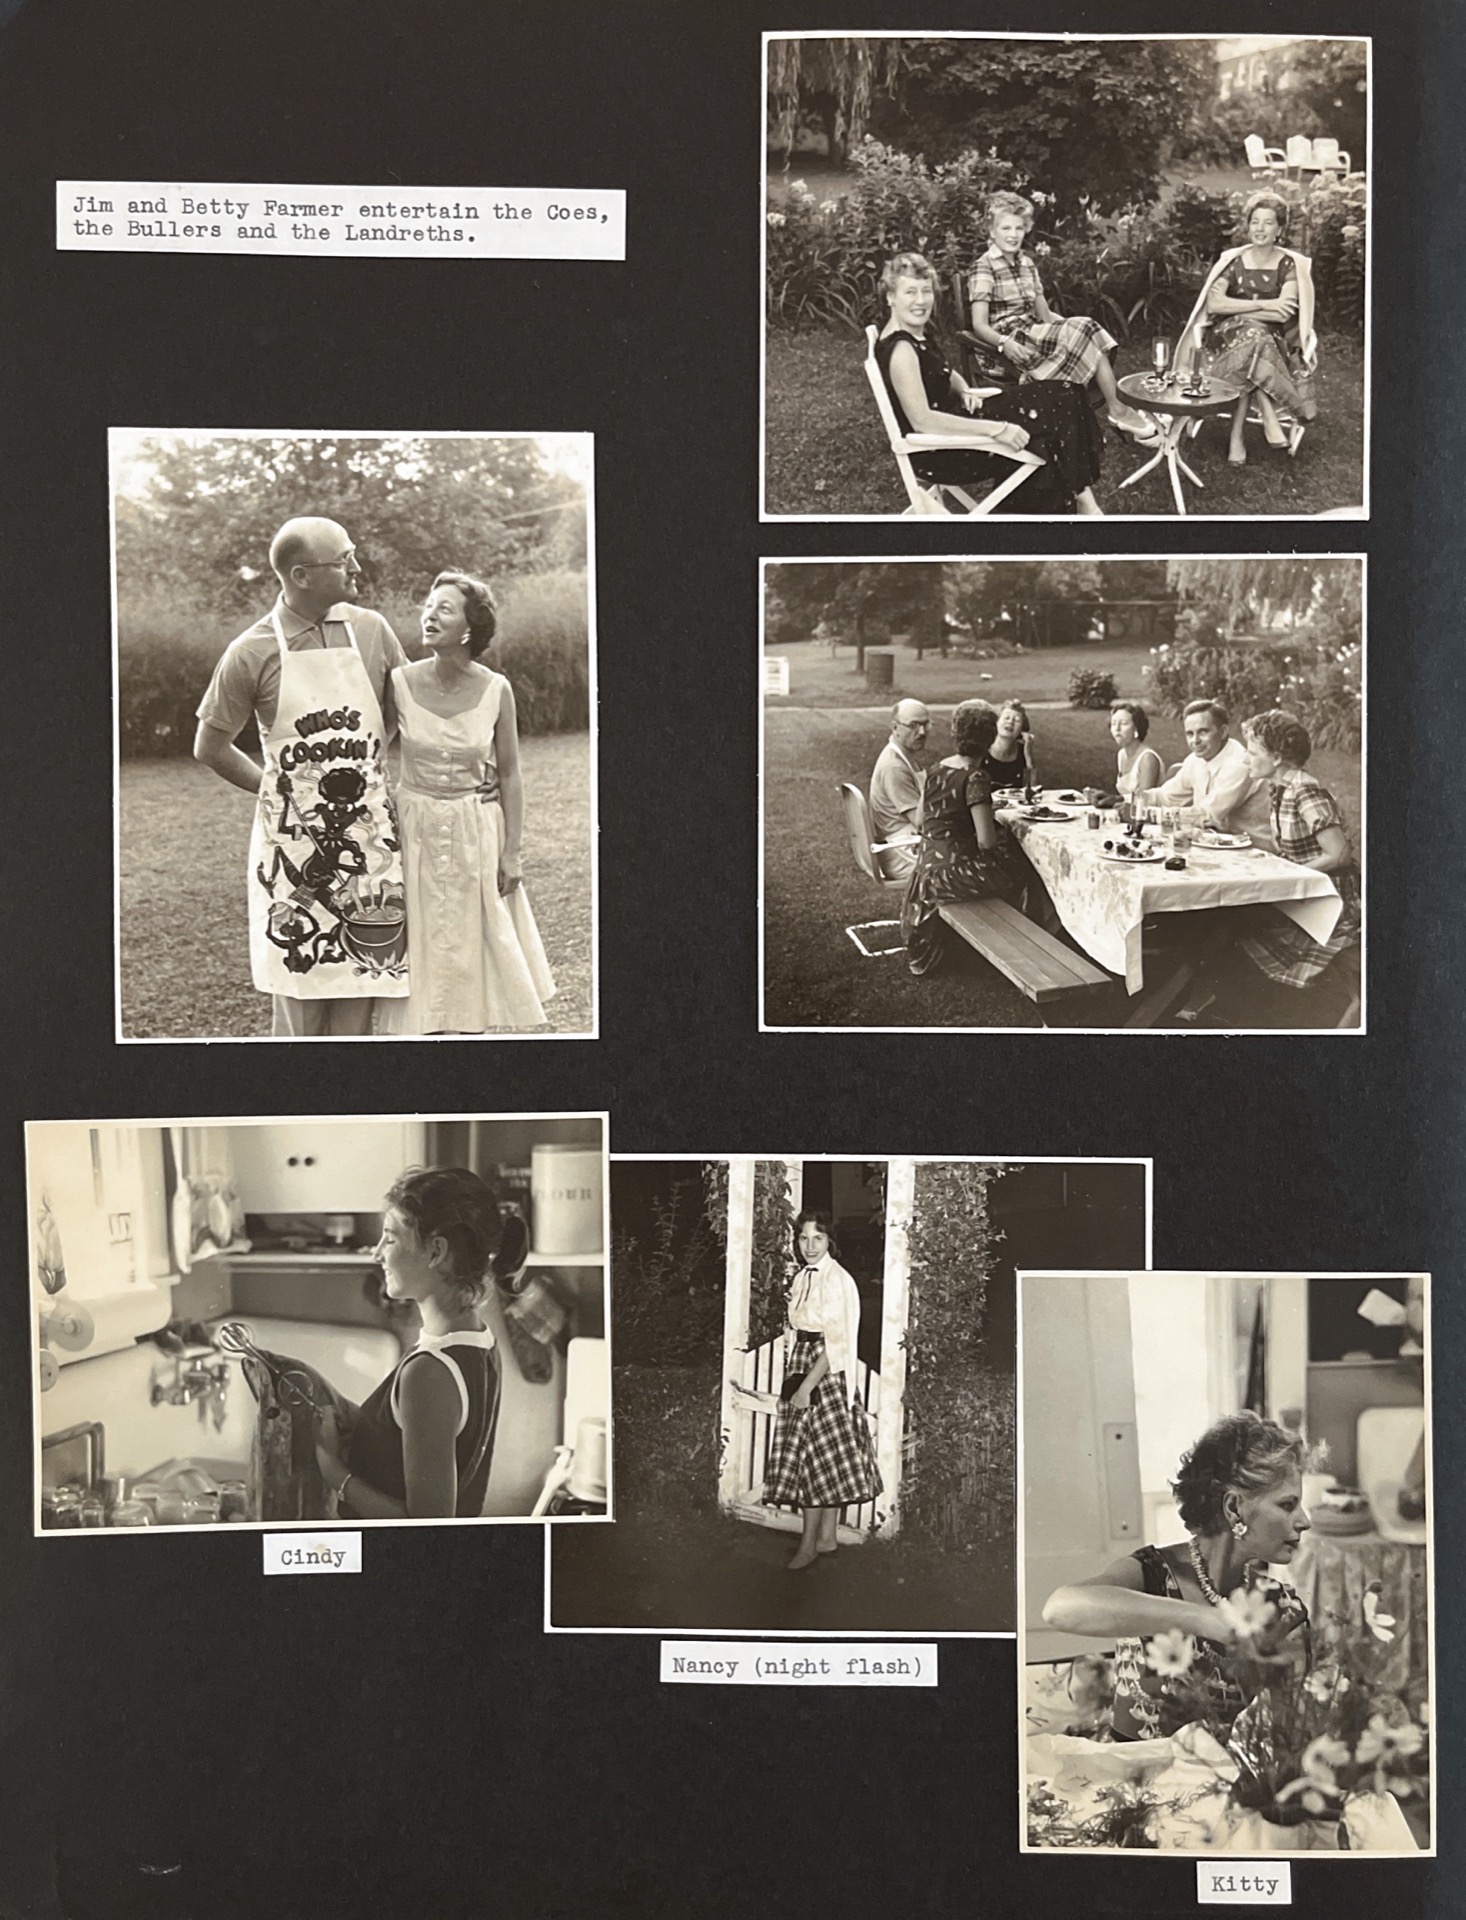 Jim and Betty Farmer entertain the Coes,
the Bullers and the Landreths.
WHO'S
COOKIN'?
FLOUR
Cindy
Nancy (night flash)
Kitty